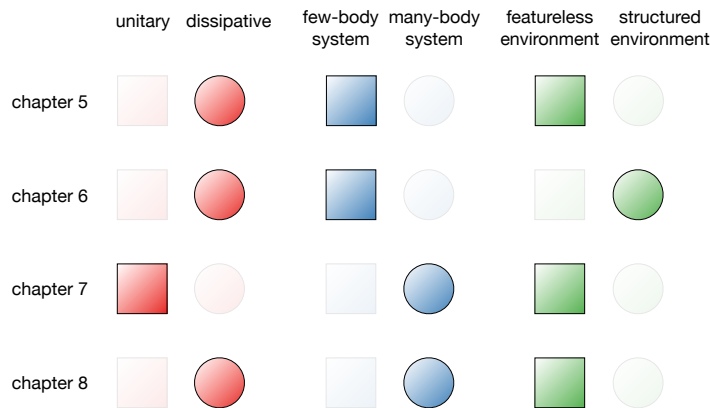 unitary dissipative few-body many-body featureless structured
system system environment environment
chapter 5
chapter 6
chapter 7
chapter 8